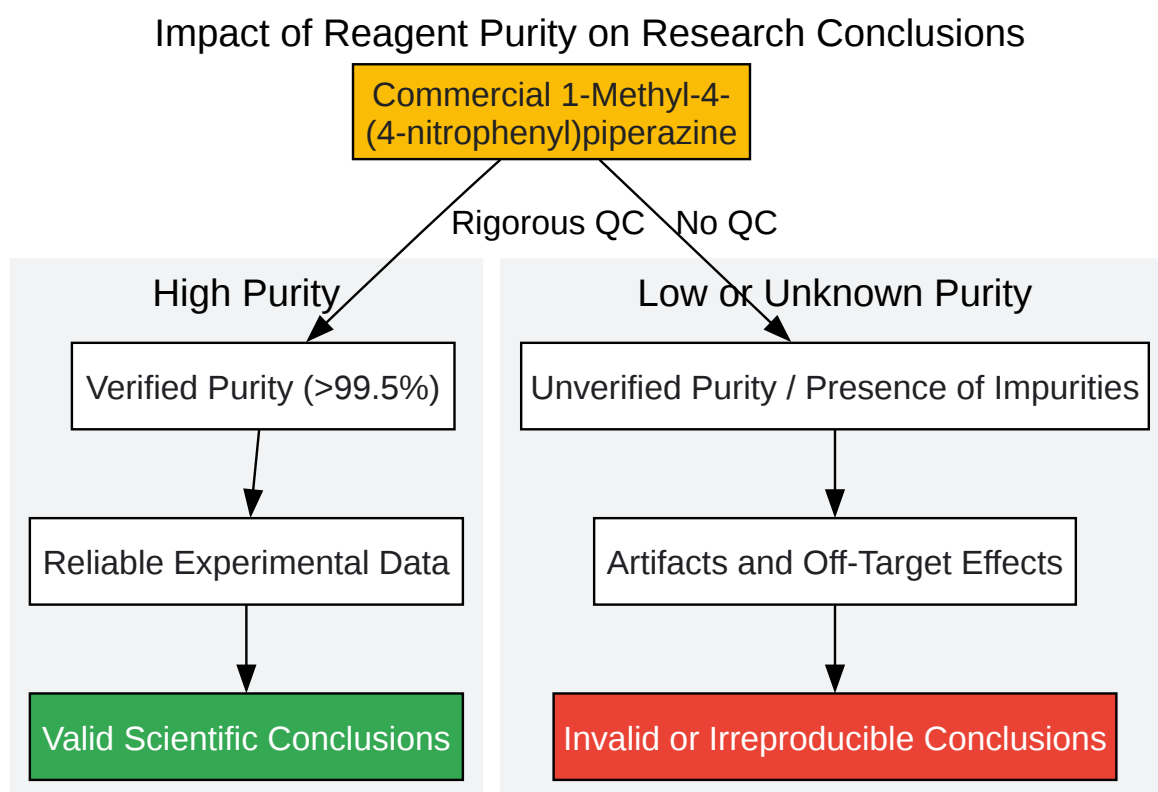 Impact of Reagent Purity on Research Conclusions
Commercial 1-Methyl-4-
(4-nitrophenyl)piperazine
Rigorous QC
No QC
High Purity
Verified Purity (>99.5%)
Reliable Experimental Data
Valid Scientific Conclusions
Low or Unknown Purity
Unverified Purity / Presence of Impurities
Artifacts and Off-Target Effects
Invalid or Irreproducible Conclusions